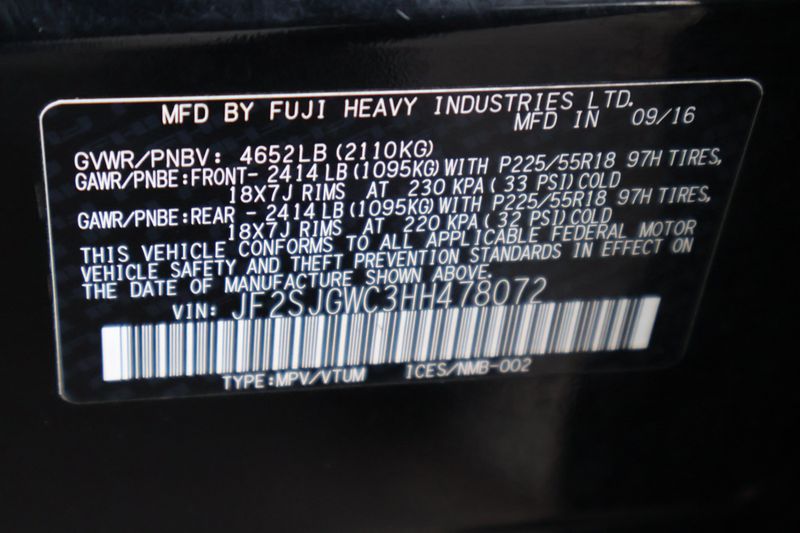 MFD BY FUJI HEAVY INDUSTRIES LTD.
MFD IN 09/16
GVWR/PNBV: 4652LB(2110KG)
GAWR/PNBE:FRONT-2414LB(1095KG)WITH P225/55R18 97H TIRES,
18X7J RIMS AT 230 KPA(33 PSI)COLD
GAWR/PNBE:REAR -2414LB(1095KG)WITH P225/55R18 97H TIRES,
18X7J RIMS AT 220 KPA(32 PSI)COLD
THIS VEHICLE CONFORMS TO ALL APPLICABLE FEDERAL MOTOR
VEHICLE SAFETY AND THEFT PREVENTION STANDARDS IN EFFECT ON
THE DATE OF MANUFACTURE SHOWN ABOVE.
VIN: JF2SJGWC3HH478072
TYPE:MPV/VTUM ICES/NMB-002